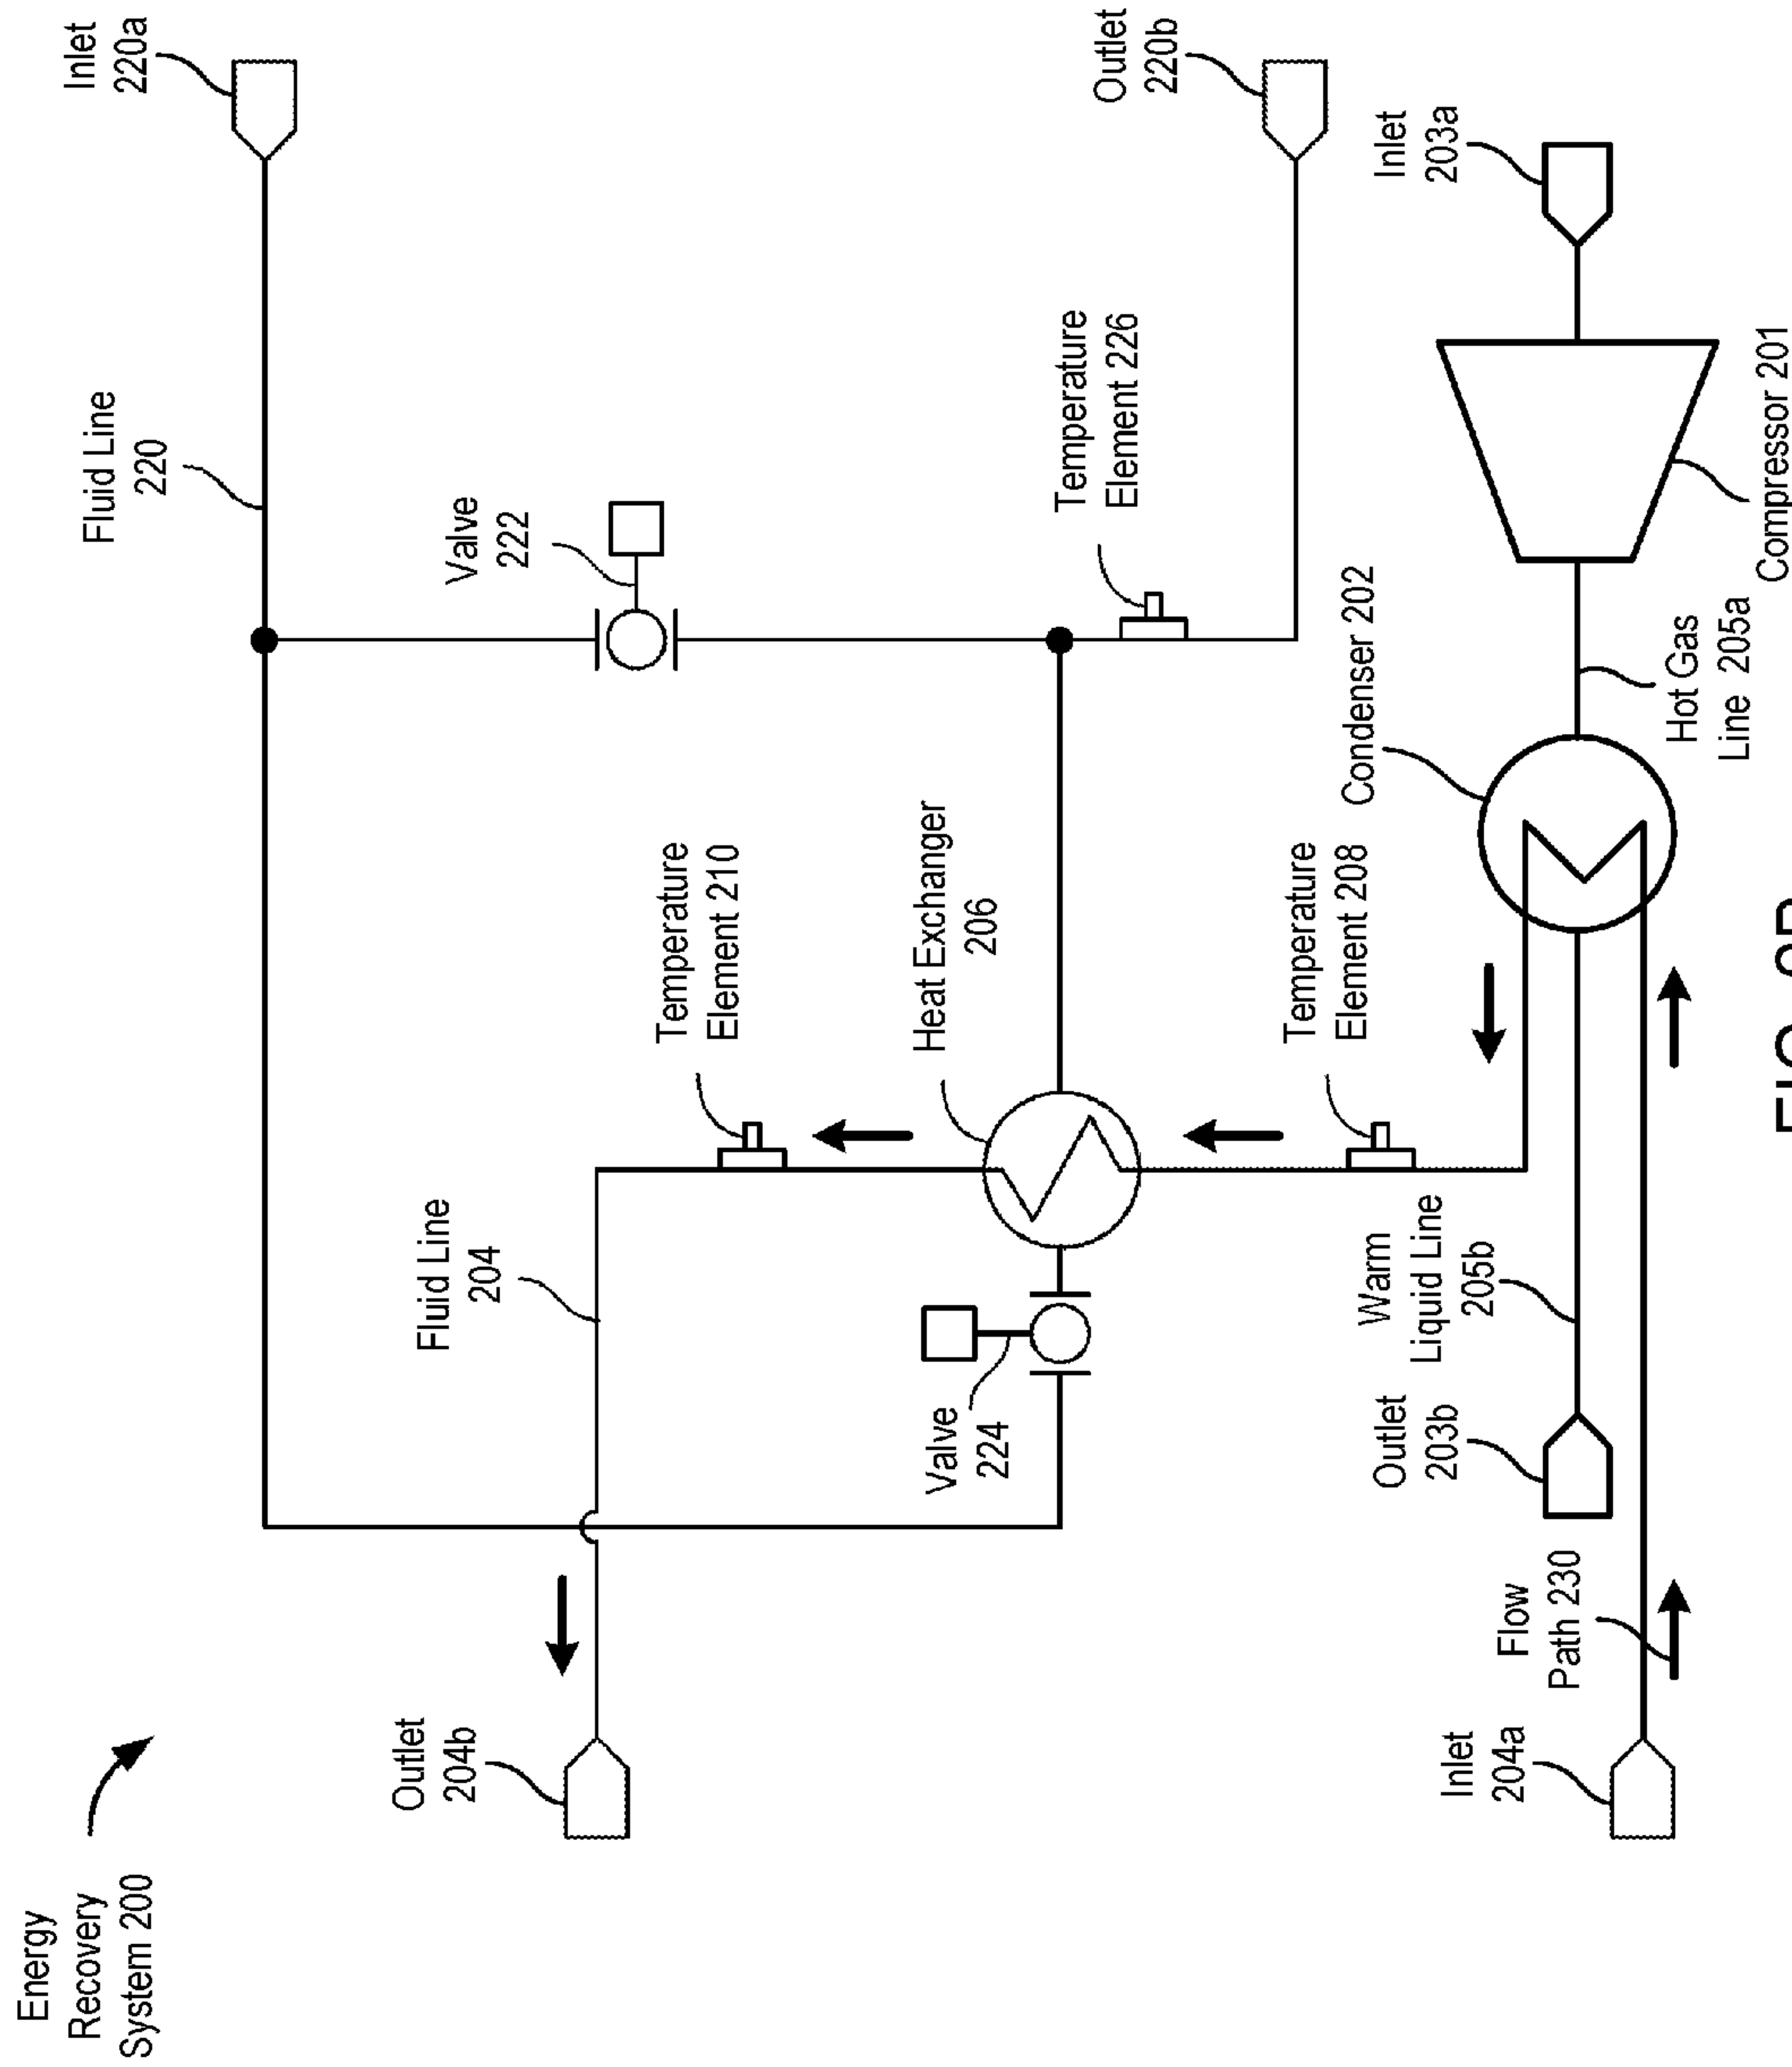 Energy
Recovery
System 200
Fluid Line
220
Inlet
220a
Outlet
204b
Fluid Line
204
Valve
222
Temperature
Element 210
Valve
224
Heat Exchanger
206
Temperature
Element 226
Outlet
220b
Temperature
Element 208
Condenser 202
Warm
Liquid Line
205b
Outlet
203b
Inlet
203a
Inlet
204a
Flow
Path 230
Hot Gas
Line 205a
Compressor 201